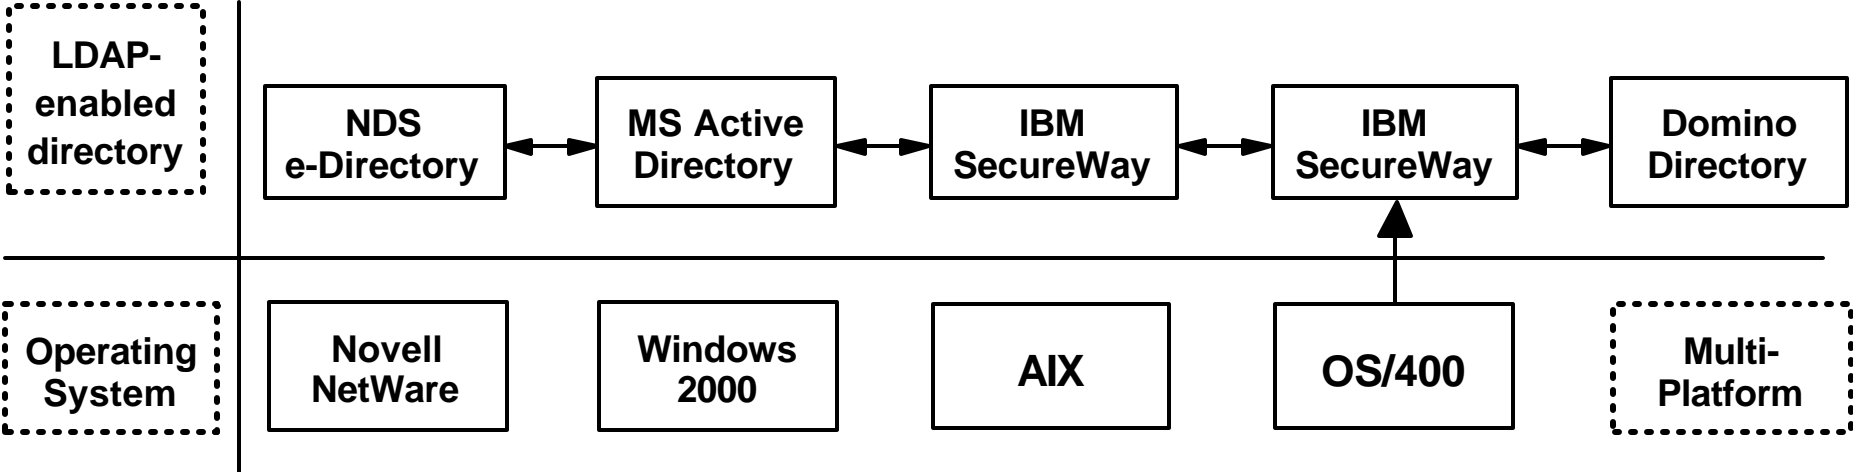 LDAP-
enabled
directory
NDS
e-Directory
MS Active
Directory
IBM
SecureWay
IBM
SecureWay
Domino
Directory
Operating
System
Novell
NetWare
Windows
2000
AIX
OS/400
Multi-
Platform